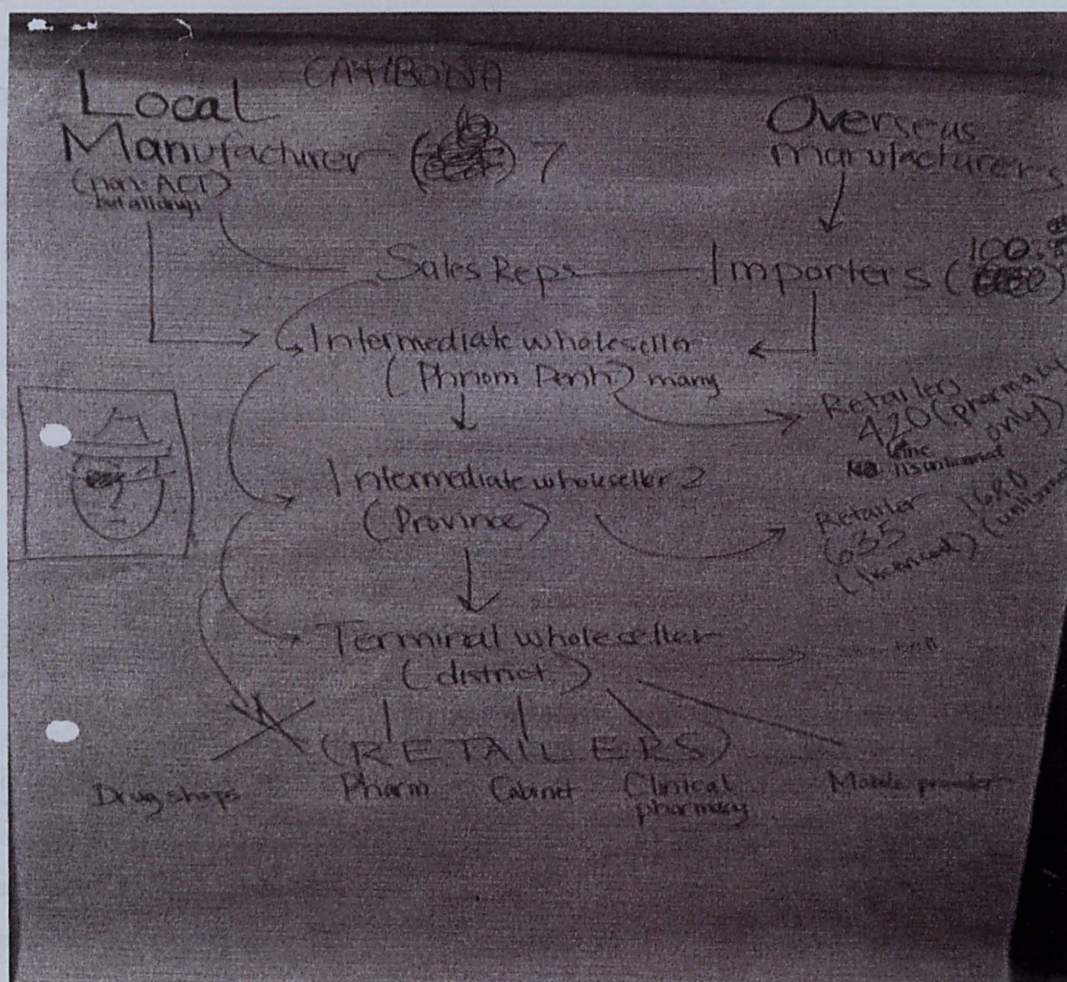 CAMBODIA
Local
Manufacturer ( ) 7
(non-ACT)
but all drugs
Overseas
manufacturers
Sales Reps
Importers (
100
Intermediate wholeseller
(Phnom Penh) many
Retailers
420 (pharmacy
only)
Intermediate wholeseller 2
(Province)
Retailer 1680
635
(licenced)
Terminal wholeseller
(district)
(RETAILERS)
Drug shops
Pharm
Cabinet
Clinical
pharmacy
Mobile provider